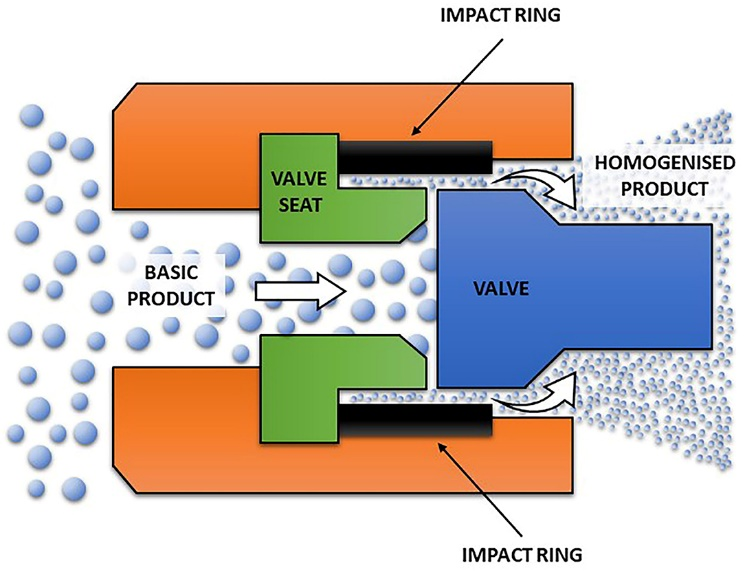 IMPACT RING
VALVE
SEAT
HOMOGENISED
PRODUCT
BASIC
PRODUCT
VALVE
IMPACT RING